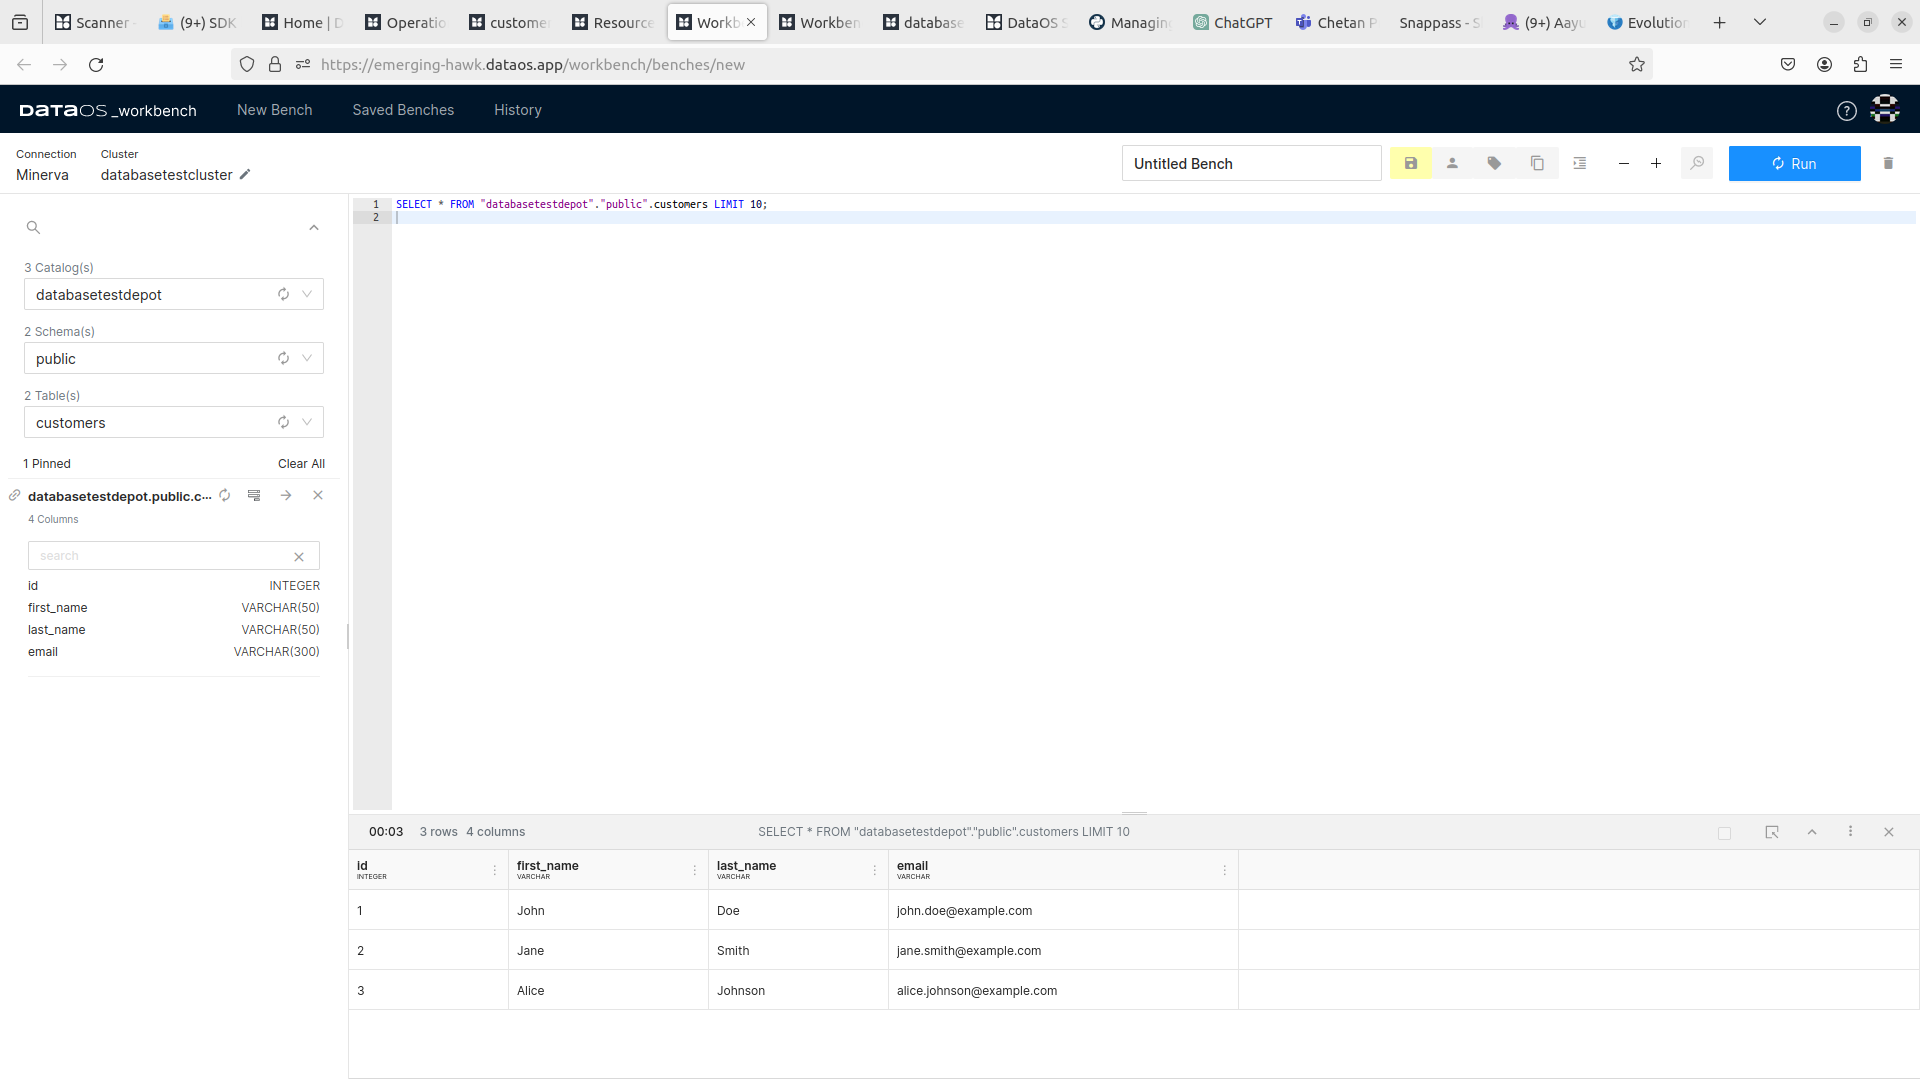 Scanner (9+) SDK Home | D Operatio customer Resource Workb Workben database DataOS S Managing ChatGPT Chetan P Snappass - S (9+) Aayu Evolution
https://emerging-hawk.dataos.app/workbench/benches/new
DATAOS _workbench New Bench Saved Benches History
Connection Cluster
Minerva databasetestcluster
Untitled Bench
Run
1 SELECT * FROM "databasetestdepot"."public".customers LIMIT 10;
2
3 Catalog(s)
databasetestdepot
2 Schema(s)
public
2 Table(s)
customers
1 Pinned Clear All
databasetestdepot.public.c...
4 Columns
search
id INTEGER
first_name VARCHAR(50)
last_name VARCHAR(50)
email VARCHAR(300)
00:03 3 rows 4 columns SELECT * FROM "databasetestdepot"."public".customers LIMIT 10
id first_name last_name email
INTEGER VARCHAR VARCHAR VARCHAR
1 John Doe john.doe@example.com
2 Jane Smith jane.smith@example.com
3 Alice Johnson alice.johnson@example.com